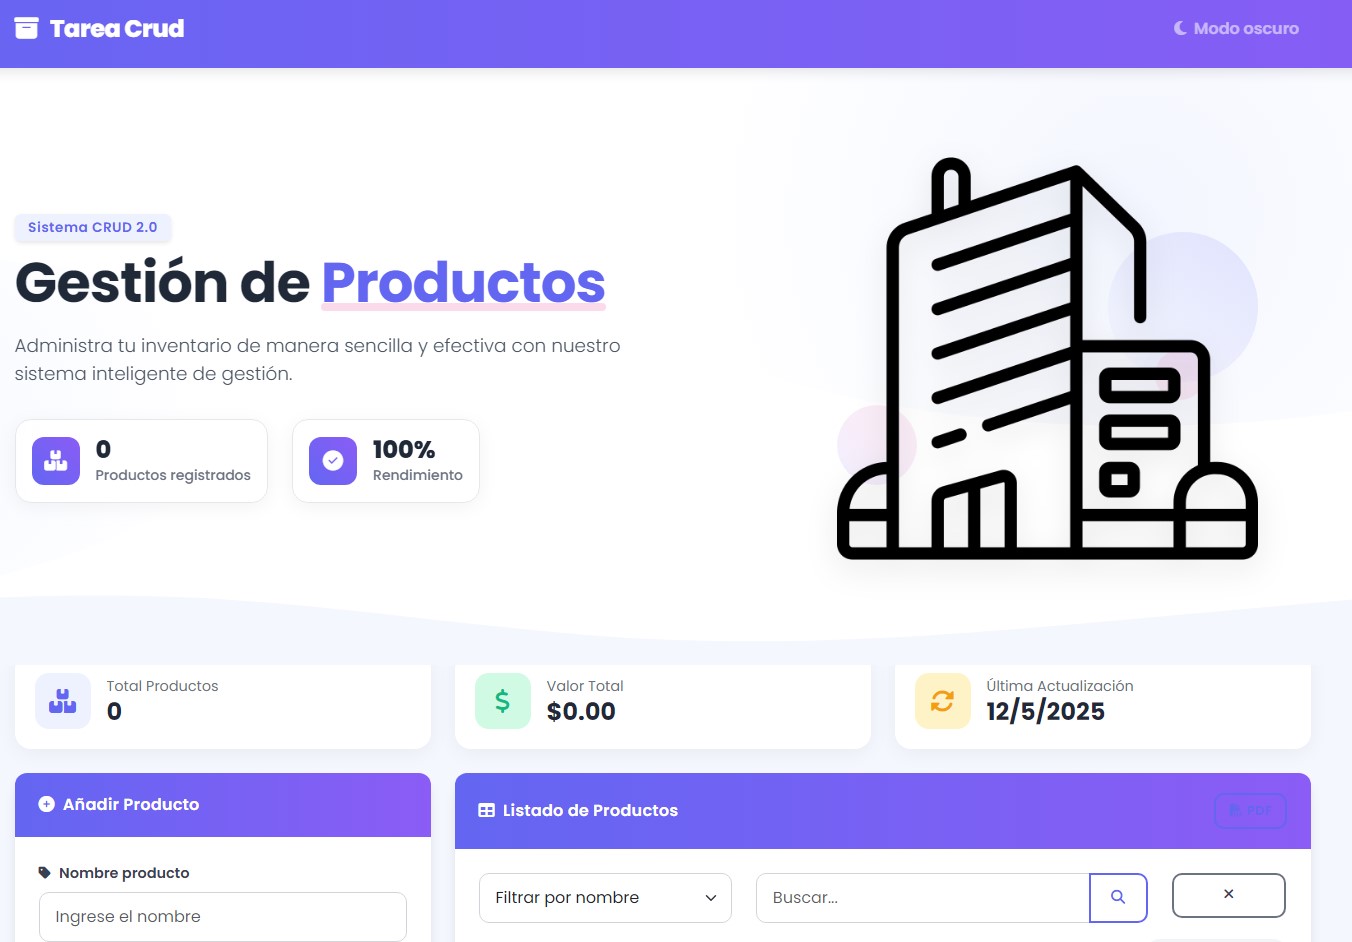 Tarea Crud
Modo oscuro
Sistema CRUD 2.0
Gestión de Productos
Administra tu inventario de manera sencilla y efectiva con nuestro
sistema inteligente de gestión.
0
Productos registrados
100%
Rendimiento
Total Productos
0
Valor Total
$0.00
Última Actualización
12/5/2025
Añadir Producto
Listado de Productos
PDF
Nombre producto
Ingrese el nombre
Filtrar por nombre
Buscar...